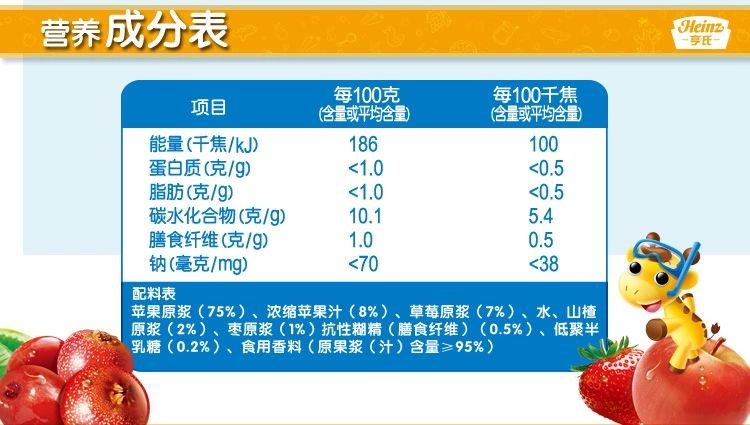 营养成分表
Heinz
亨氏
项目 每100克 每100千焦
(含量或平均含量) (含量或平均含量)
能量(千焦/kJ) 186 100
蛋白质(克/g) <1.0 <0.5
脂肪(克/g) <1.0 <0.5
碳水化合物(克/g) 10.1 5.4
膳食纤维(克/g) 1.0 0.5
钠(毫克/mg) <70 <38
配料表
苹果原浆（75%）、浓缩苹果汁（8%）、草莓原浆（7%）、水、山楂
原浆（2%）、枣原浆（1%）抗性糊精（膳食纤维）（0.5%）、低聚半
乳糖（0.2%）、食用香料（原果浆（汁）含量≥95%）